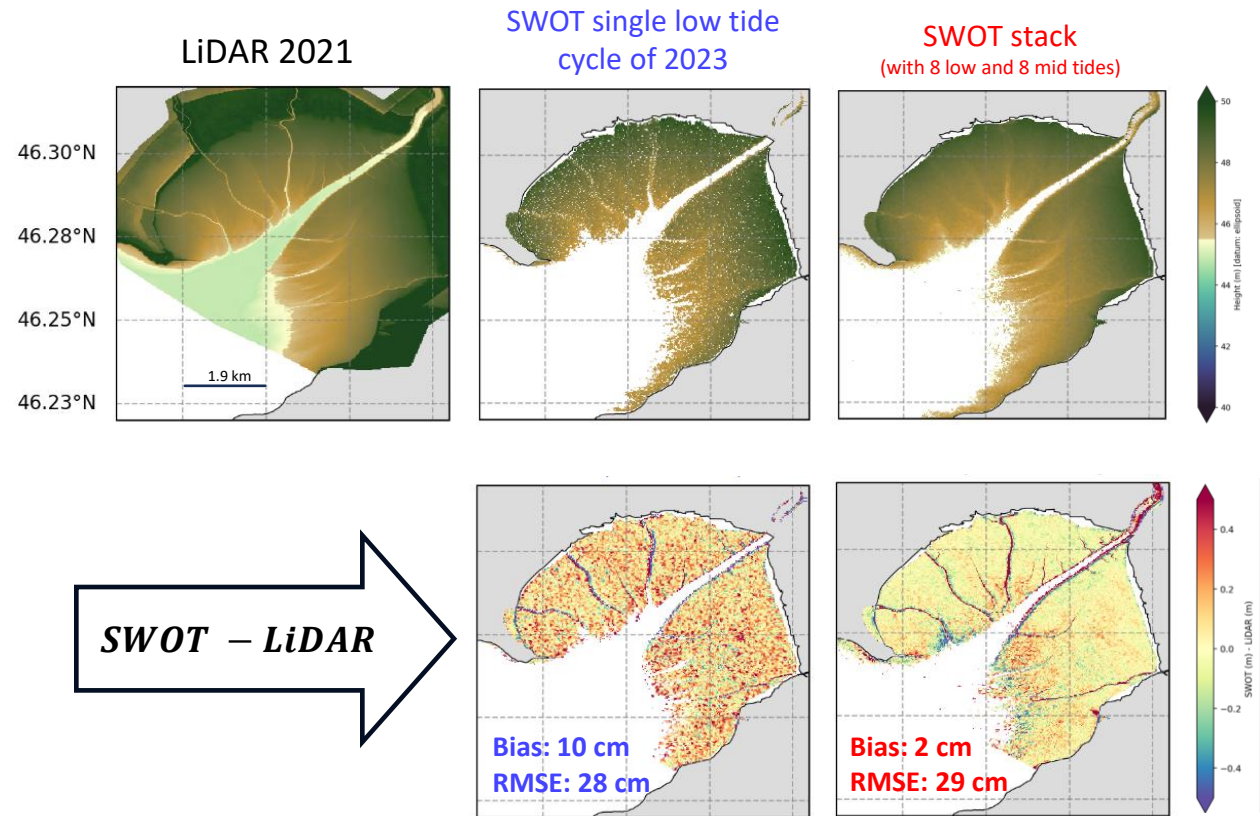 LiDAR 2021
SWOT single low tide
cycle of 2023
SWOT stack
(with 8 low and 8 mid tides)
46.30°N
46.28°N
46.25°N
46.23°N
1.9 km
50
48
46
44
42
40
Height (m) [datum: ellipsoid]
SWOT – LiDAR
Bias: 10 cm
RMSE: 28 cm
Bias: 2 cm
RMSE: 29 cm
0.4
0.2
0.0
−0.2
−0.4
SWOT (m) - LiDAR (m)